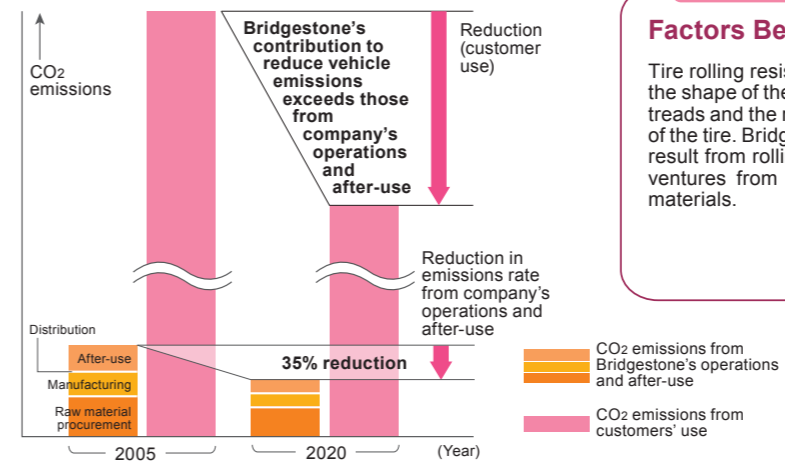 CO2
emissions
Bridgestone's
contribution to
reduce vehicle
emissions
exceeds those
from
company's
operations
and
after-use
Reduction
(customer
use)
Reduction in
emissions rate
from company's
operations and
after-use
Distribution
After-use
Manufacturing
Raw material
procurement
35% reduction
2005
2020
(Year)
CO2 emissions from
Bridgestone's operations
and after-use
CO2 emissions from
customers' use
Factors Be
Tire rolling resis
the shape of the
treads and the
of the tire. Bridg
result from rollin
ventures from
materials.